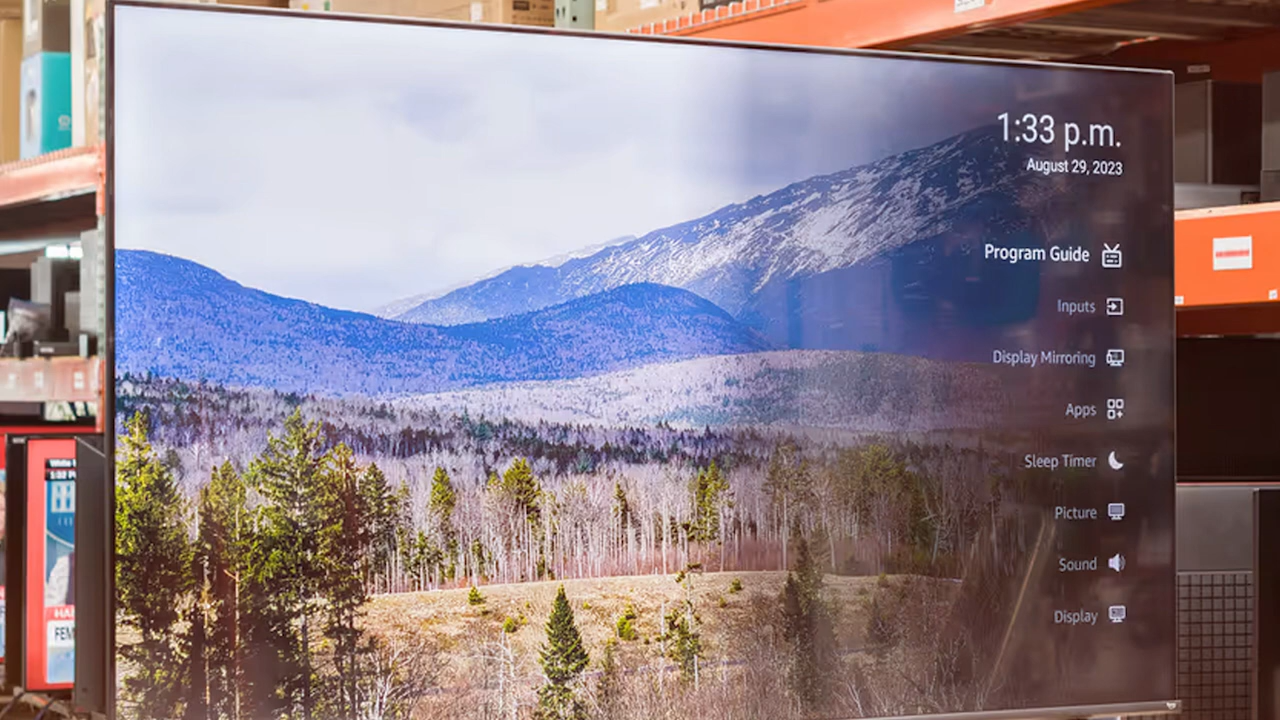 1:33 p.m.
August 29, 2023
Program Guide
Inputs
Display Mirroring
Apps
Sleep Timer
Picture
Sound
Display